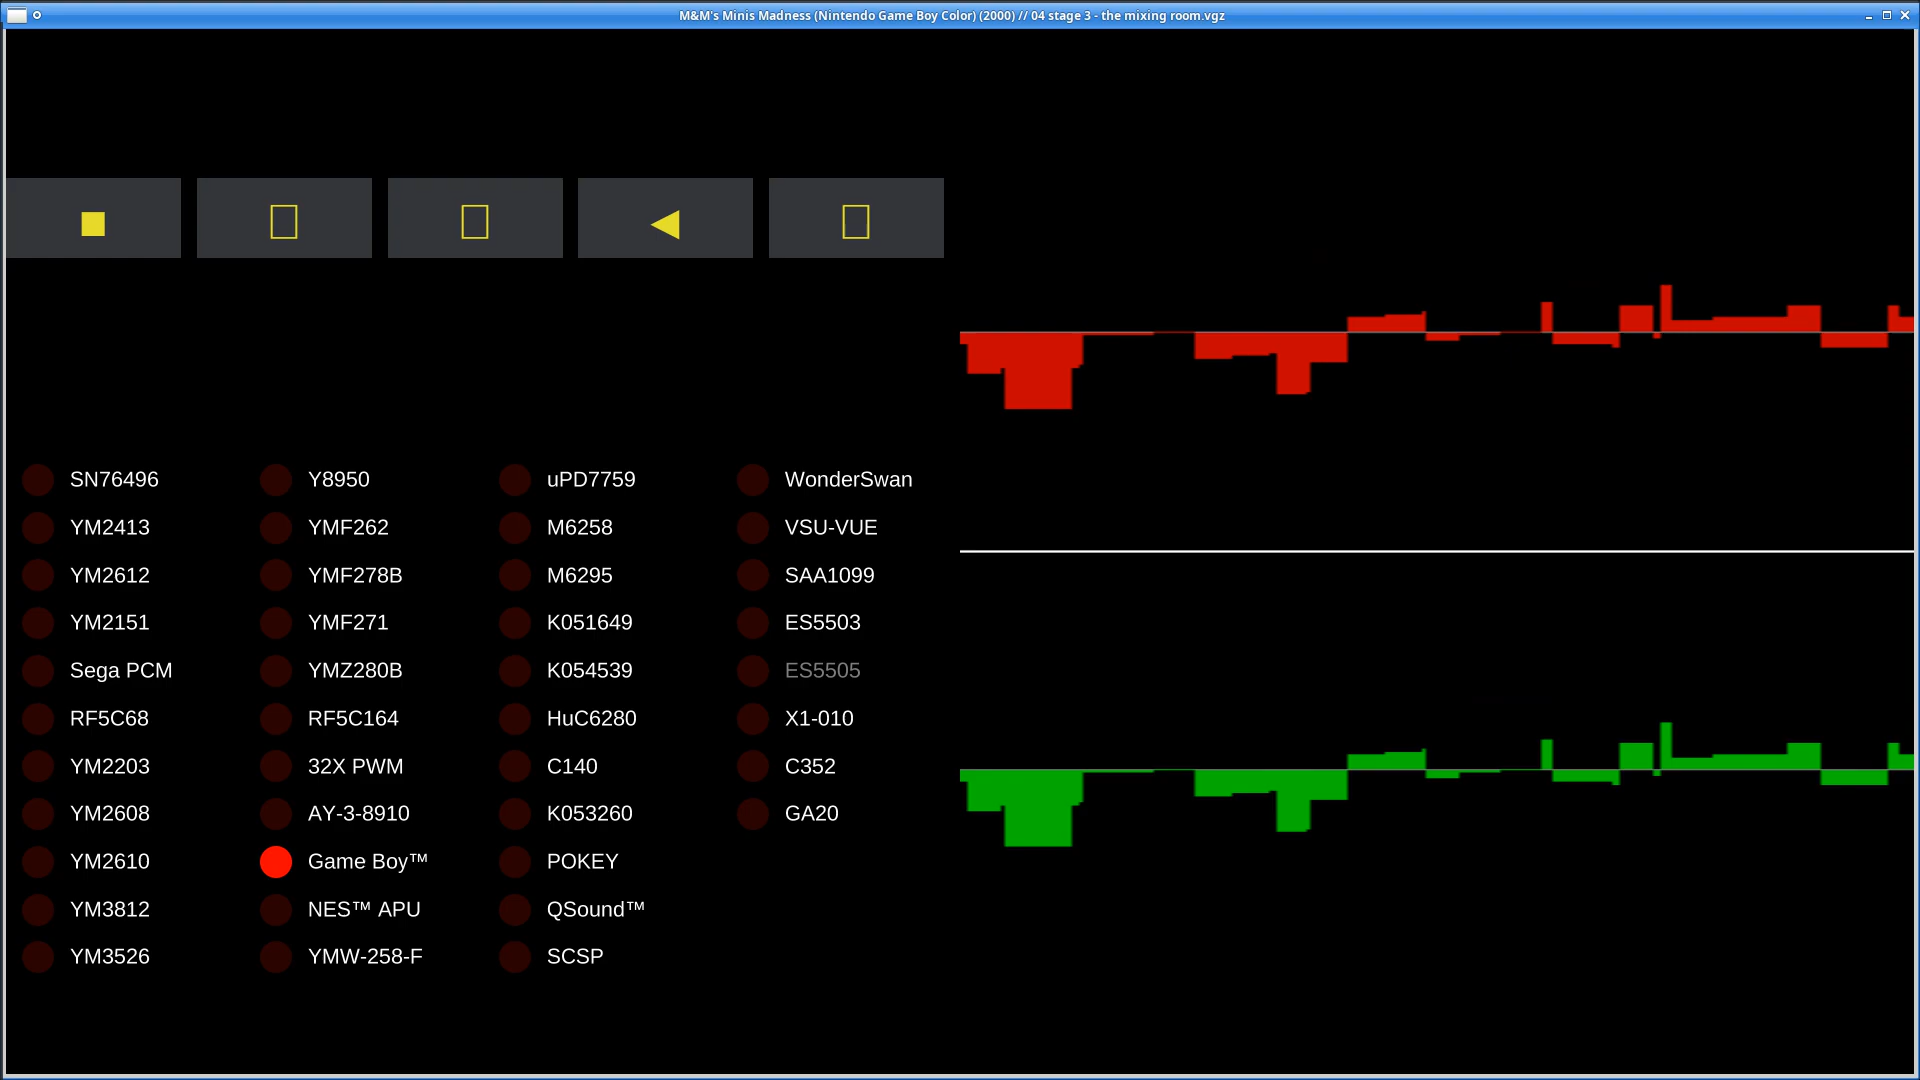 M&M's Minis Madness (Nintendo Game Boy Color) (2000) // 04 stage 3 - the mixing room.vgz
SN76496
YM2413
YM2612
YM2151
Sega PCM
RF5C68
YM2203
YM2608
YM2610
YM3812
YM3526
Y8950
YMF262
YMF278B
YMF271
YMZ280B
RF5C164
32X PWM
AY-3-8910
Game Boy™
NES™ APU
YMW-258-F
uPD7759
M6258
M6295
K051649
K054539
HuC6280
C140
K053260
POKEY
QSound™
SCSP
WonderSwan
VSU-VUE
SAA1099
ES5503
ES5505
X1-010
C352
GA20